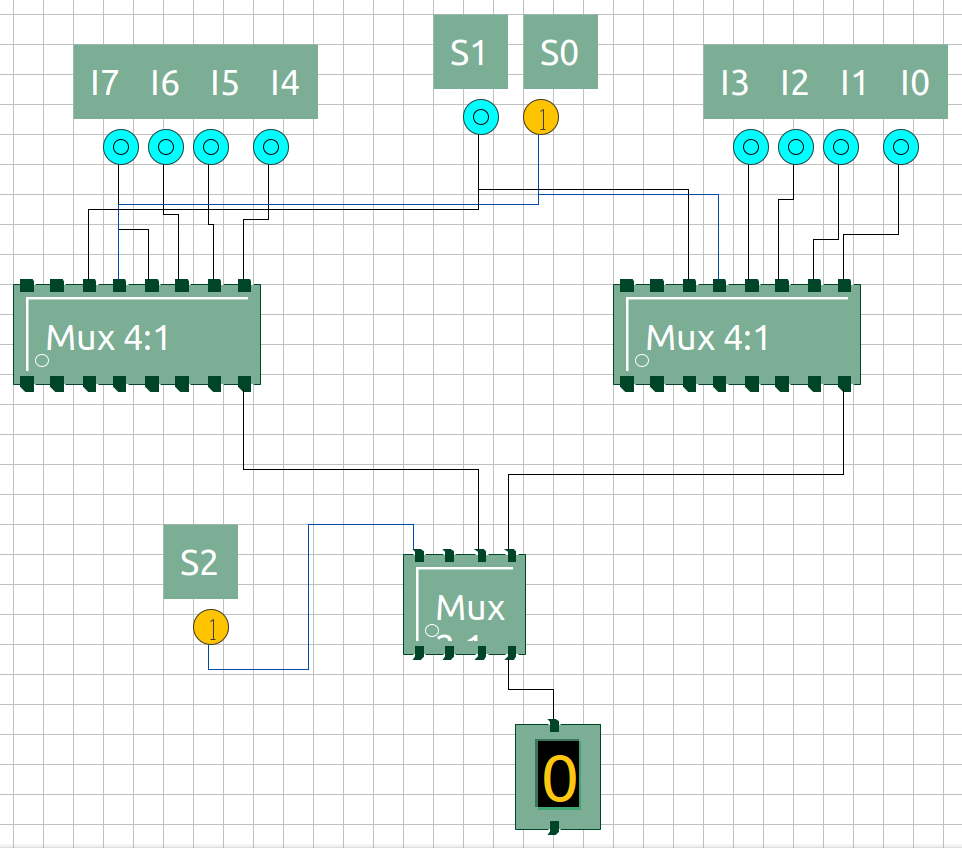 S1 S0
I7 I6 I5 I4 I3 I2 I1 I0
1
Mux 4:1 Mux 4:1
S2
Mux
1
0